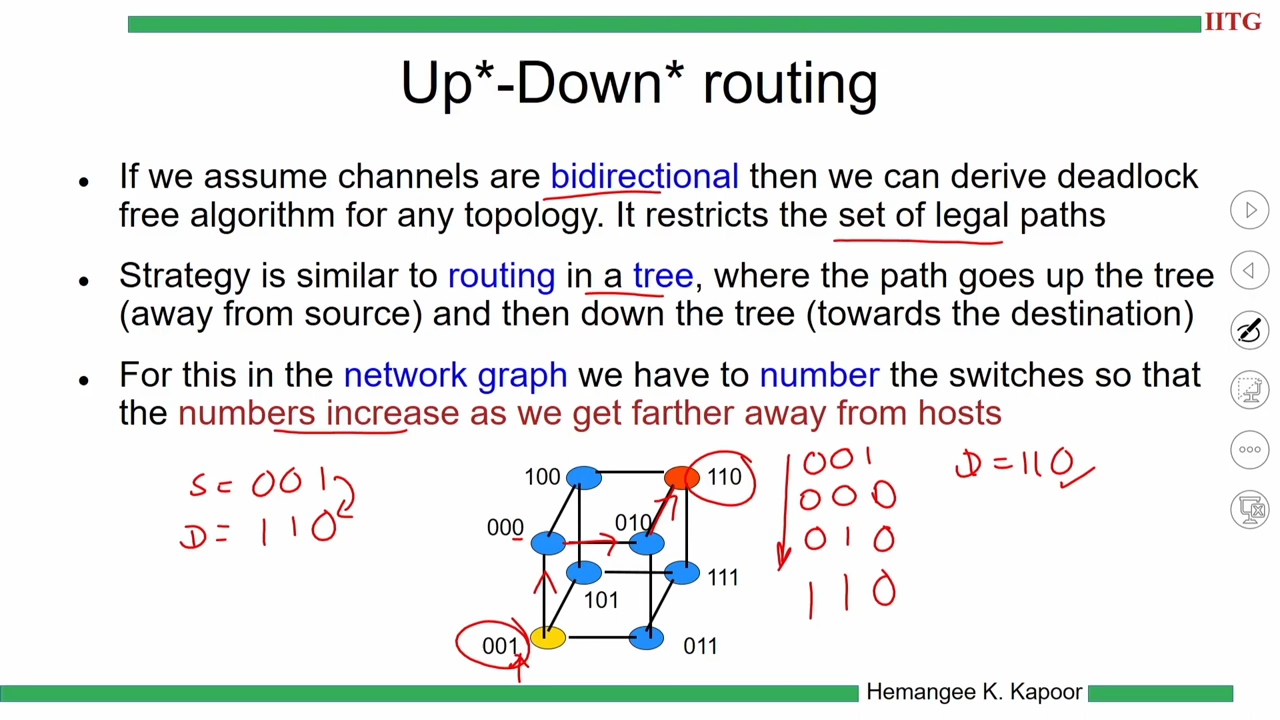 IITG
Up*-Down* routing
• If we assume channels are bidirectional then we can derive deadlock
free algorithm for any topology. It restricts the set of legal paths
• Strategy is similar to routing in a tree, where the path goes up the tree
(away from source) and then down the tree (towards the destination)
• For this in the network graph we have to number the switches so that
the numbers increase as we get farther away from hosts
S = 001
D = 110
100
110
000
010
111
101
001
011
001
000
010
110
D = 110
Hemangee K. Kapoor